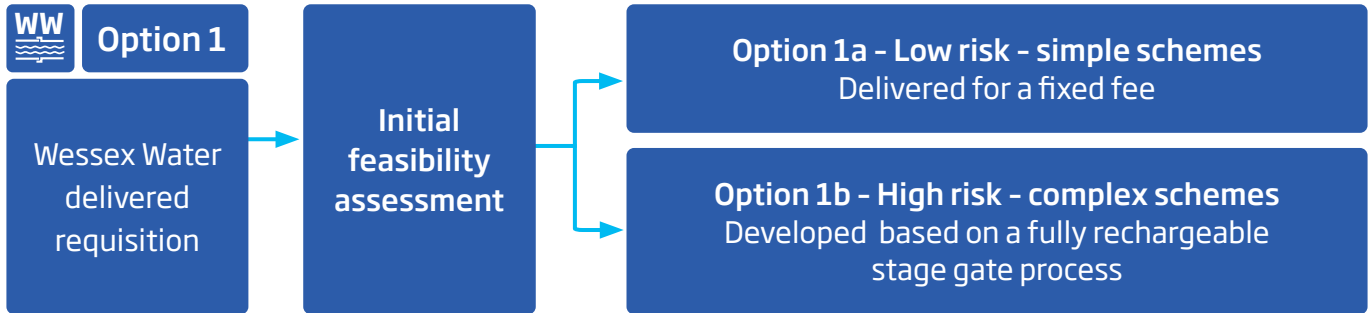 WW
Option 1
Wessex Water
delivered
requisition
Initial
feasibility
assessment
Option 1a – Low risk – simple schemes
Delivered for a fixed fee
Option 1b – High risk – complex schemes
Developed based on a fully rechargeable
stage gate process